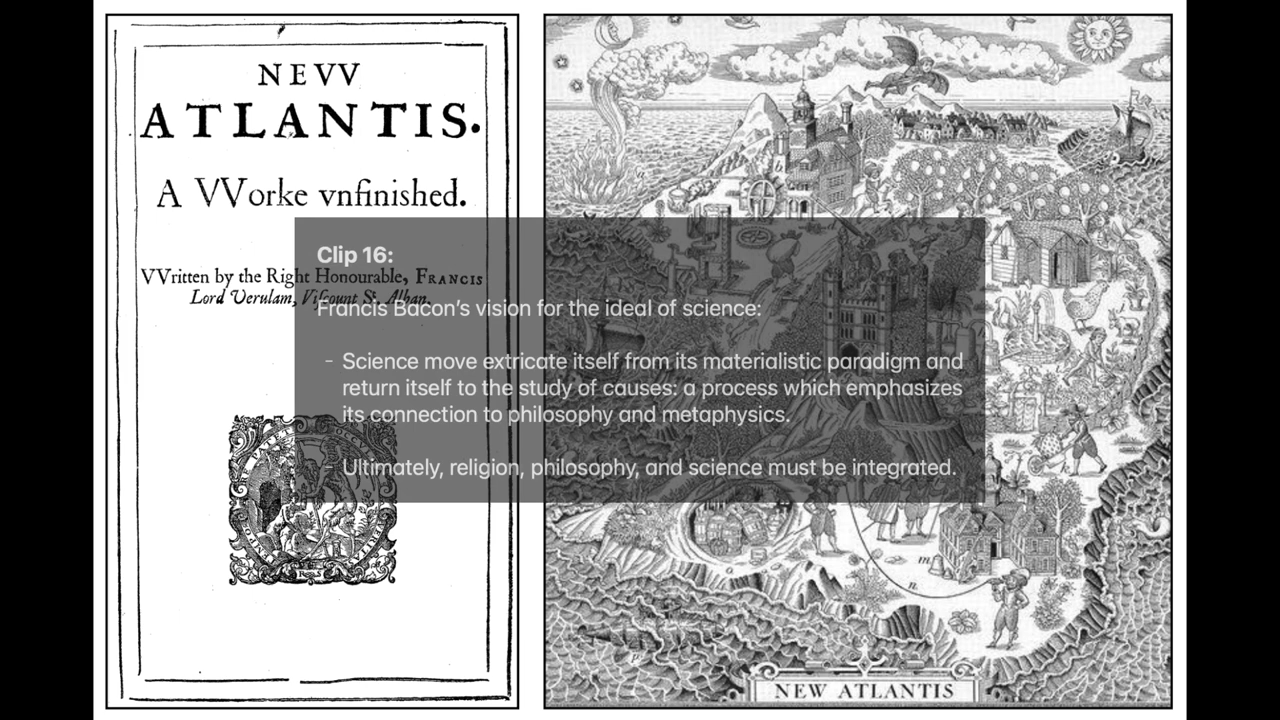 NEVV
ATLANTIS.
A VVorke vnfinished.
VVritten by the Right Honourable, FRANCIS
Lord Verulam, Viscount St. Alban.
Clip 16:
Francis Bacon's vision for the ideal of science:
- Science move extricate itself from its materialistic paradigm and
return itself to the study of causes: a process which emphasizes
its connection to philosophy and metaphysics.
- Ultimately, religion, philosophy, and science must be integrated.
a
b
m
n
NEW ATLANTIS